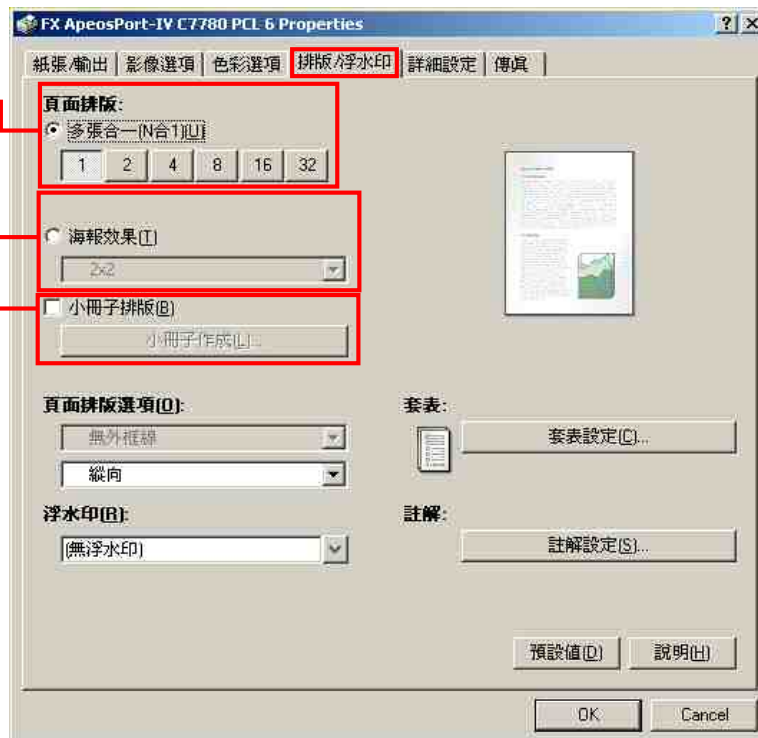 FX ApeosPort-IV C7780 PCL 6 Properties
紙張/輸出 影像選項 色彩選項 排版/浮水印 詳細設定 傳真
頁面排版:
多張合一(N合1)(U)
1 2 4 8 16 32
海報效果(T)
2x2
小冊子排版(B)
小冊子作成(L)...
頁面排版選項(O):
無外框線
縱向
浮水印(R):
(無浮水印)
套表:
套表設定(C)...
註解:
註解設定(S)...
預設值(D) 說明(H)
OK Cancel